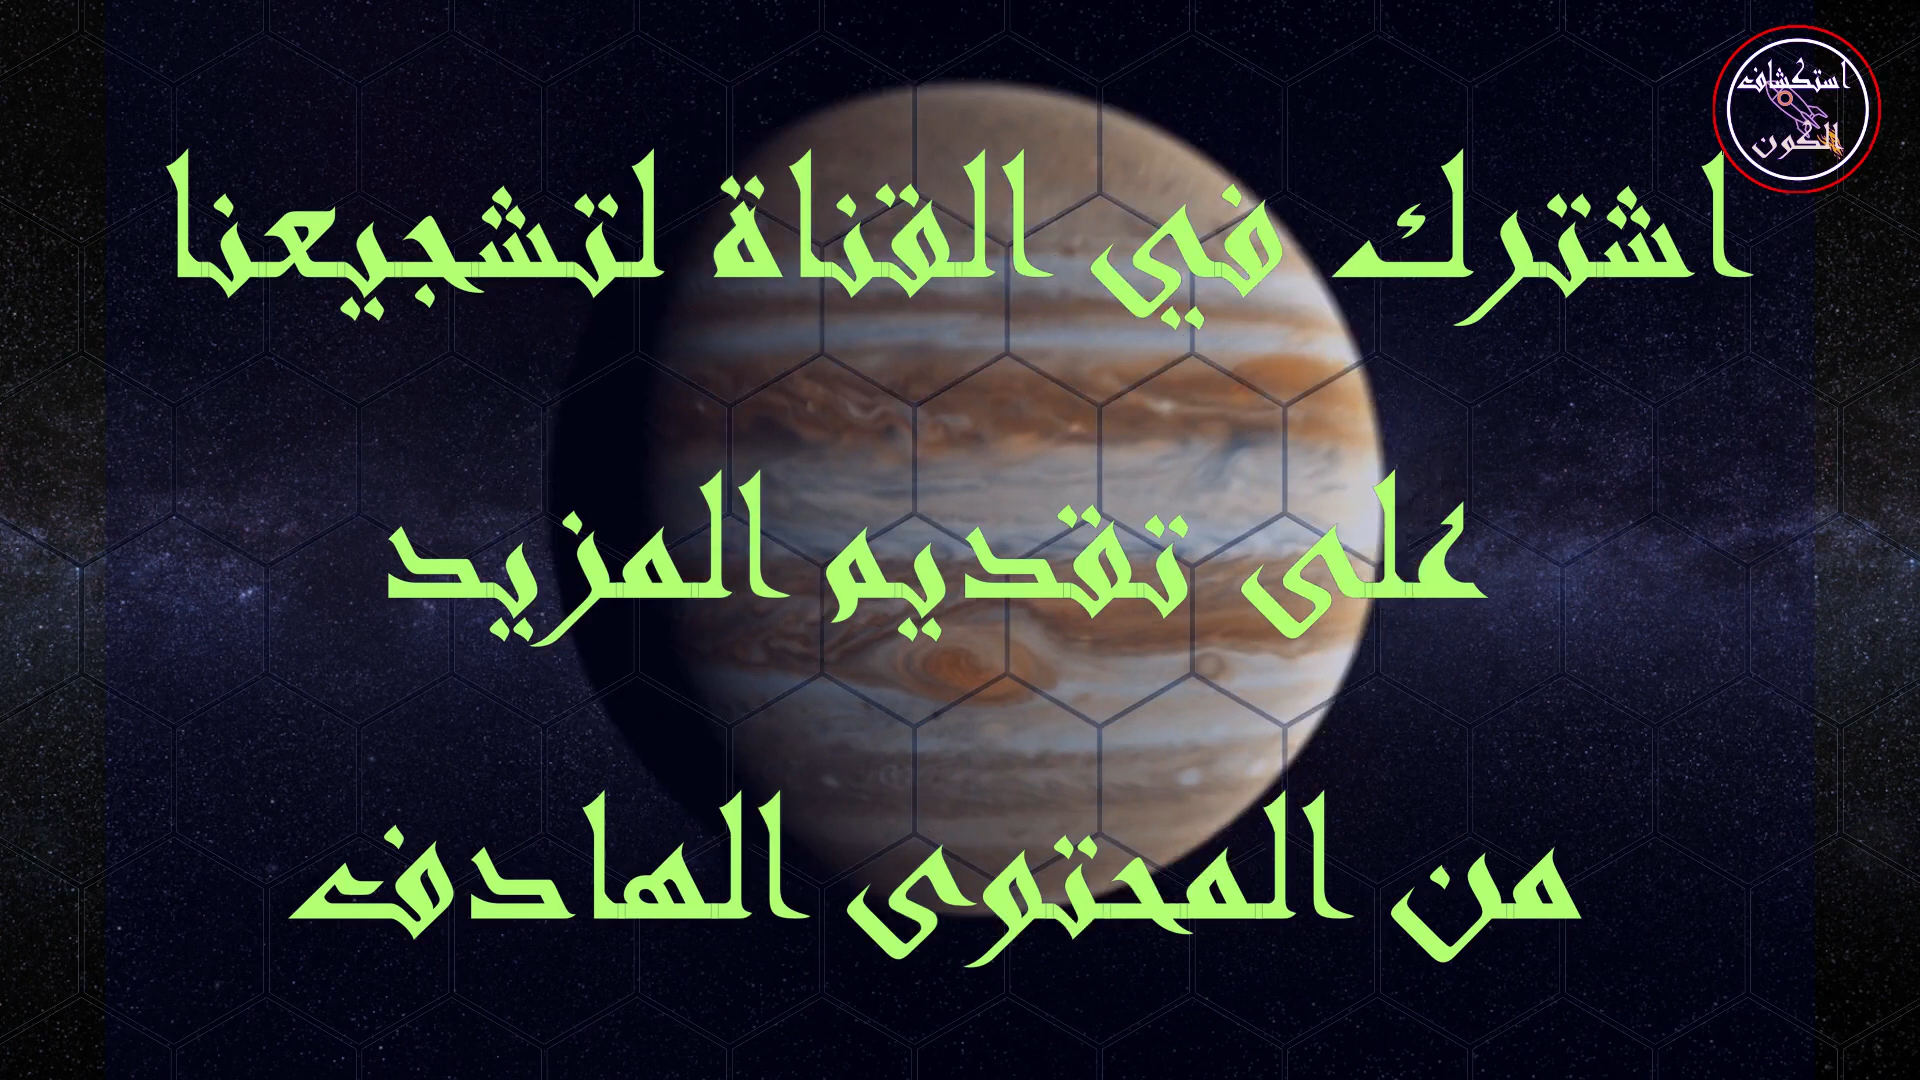 استكشاف
الكون
اشترك في القناة لتشجيعنا
على تقديم المزيد
من المحتوى الهادف